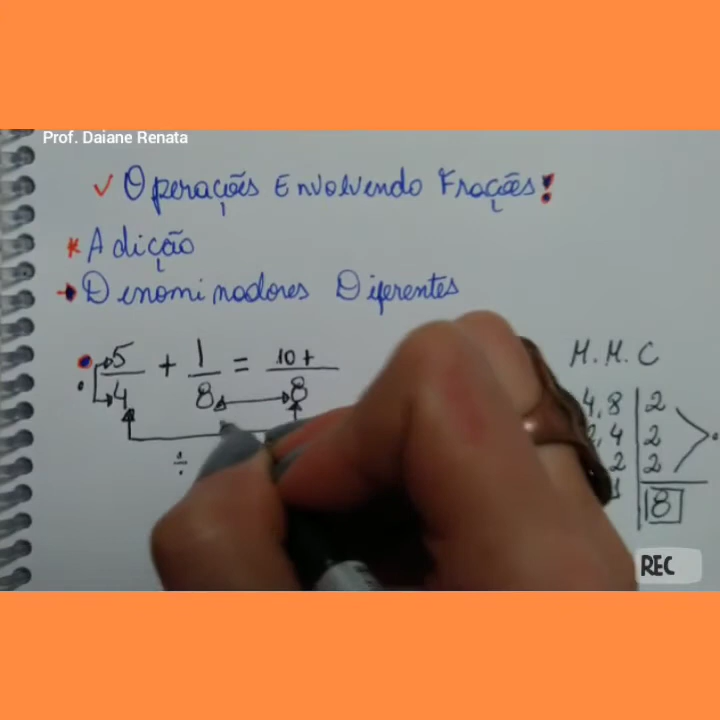 Prof. Daiane Renata
✓ Operações Envolvendo Frações!
* Adição
→ Denominadores Diferentes
5/4 + 1/8 = 10+/8
÷
M.M.C
4,8 | 2
2,4 | 2
2 | 2
1 | 8
REC